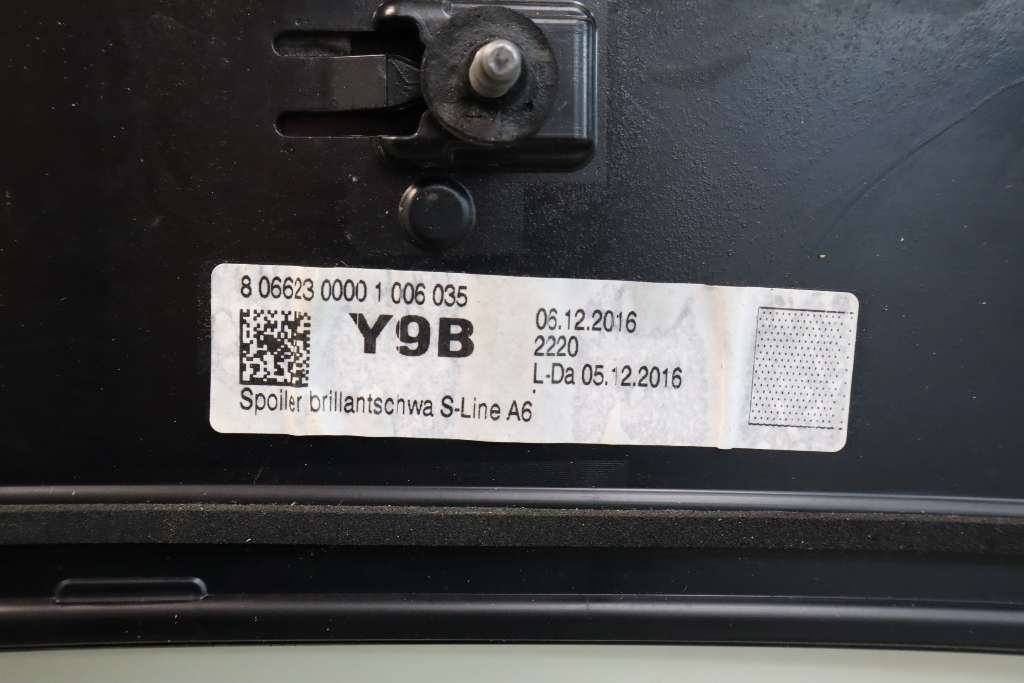 8 06623 0000 1 006 035
Y9B
06.12.2016
2220
L-Da 05.12.2016
Spoiler brillantschwa S-Line A6